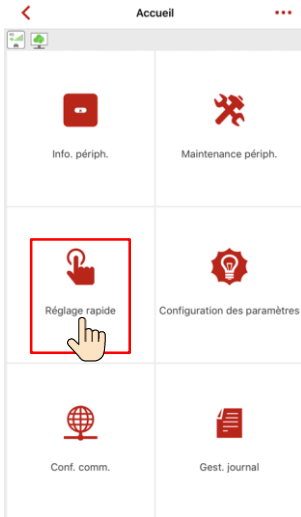 Accueil
Info. périph.
Maintenance périph.
Réglage rapide
Configuration des paramètres
Conf. comm.
Gest. journal